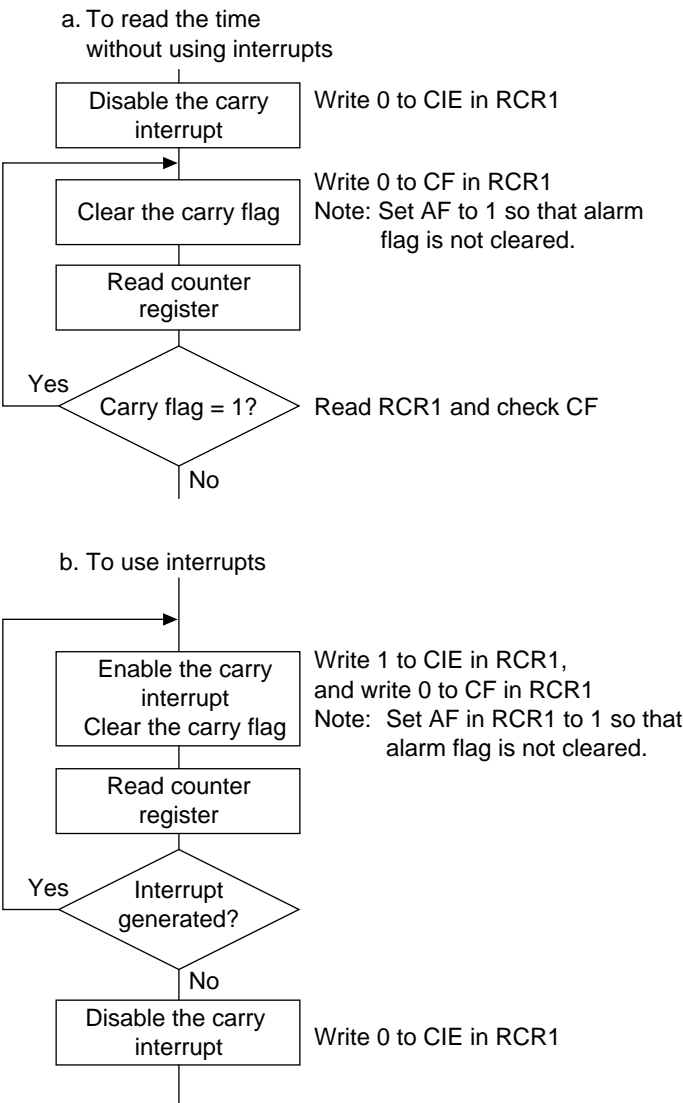 a. To read the time
without using interrupts
Disable the carry
interrupt
Write 0 to CIE in RCR1
Clear the carry flag
Write 0 to CF in RCR1
Note: Set AF to 1 so that alarm
flag is not cleared.
Read counter
register
Yes
Carry flag = 1?
Read RCR1 and check CF
No
b. To use interrupts
Enable the carry
interrupt
Clear the carry flag
Write 1 to CIE in RCR1,
and write 0 to CF in RCR1
Note: Set AF in RCR1 to 1 so that
alarm flag is not cleared.
Read counter
register
Yes
Interrupt
generated?
No
Disable the carry
interrupt
Write 0 to CIE in RCR1